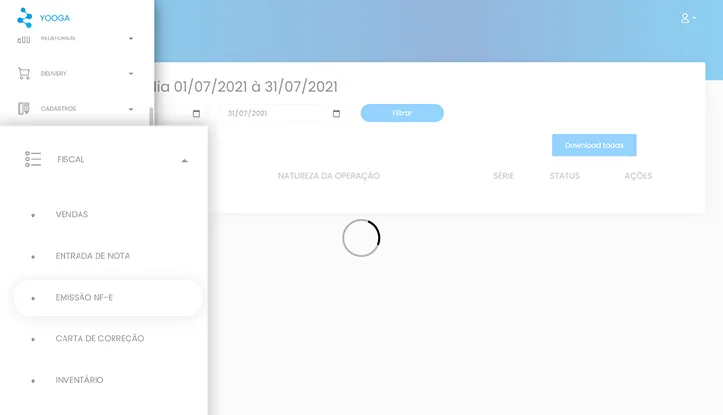 YOOGA
RELATÓRIOS
DELIVERY
CADASTROS
dia 01/07/2021 à 31/07/2021
31/07/2021
Filtrar
Download todas
NATUREZA DA OPERAÇÃO SÉRIE STATUS AÇÕES
FISCAL
VENDAS
ENTRADA DE NOTA
EMISSÃO NF-E
CARTA DE CORREÇÃO
INVENTÁRIO